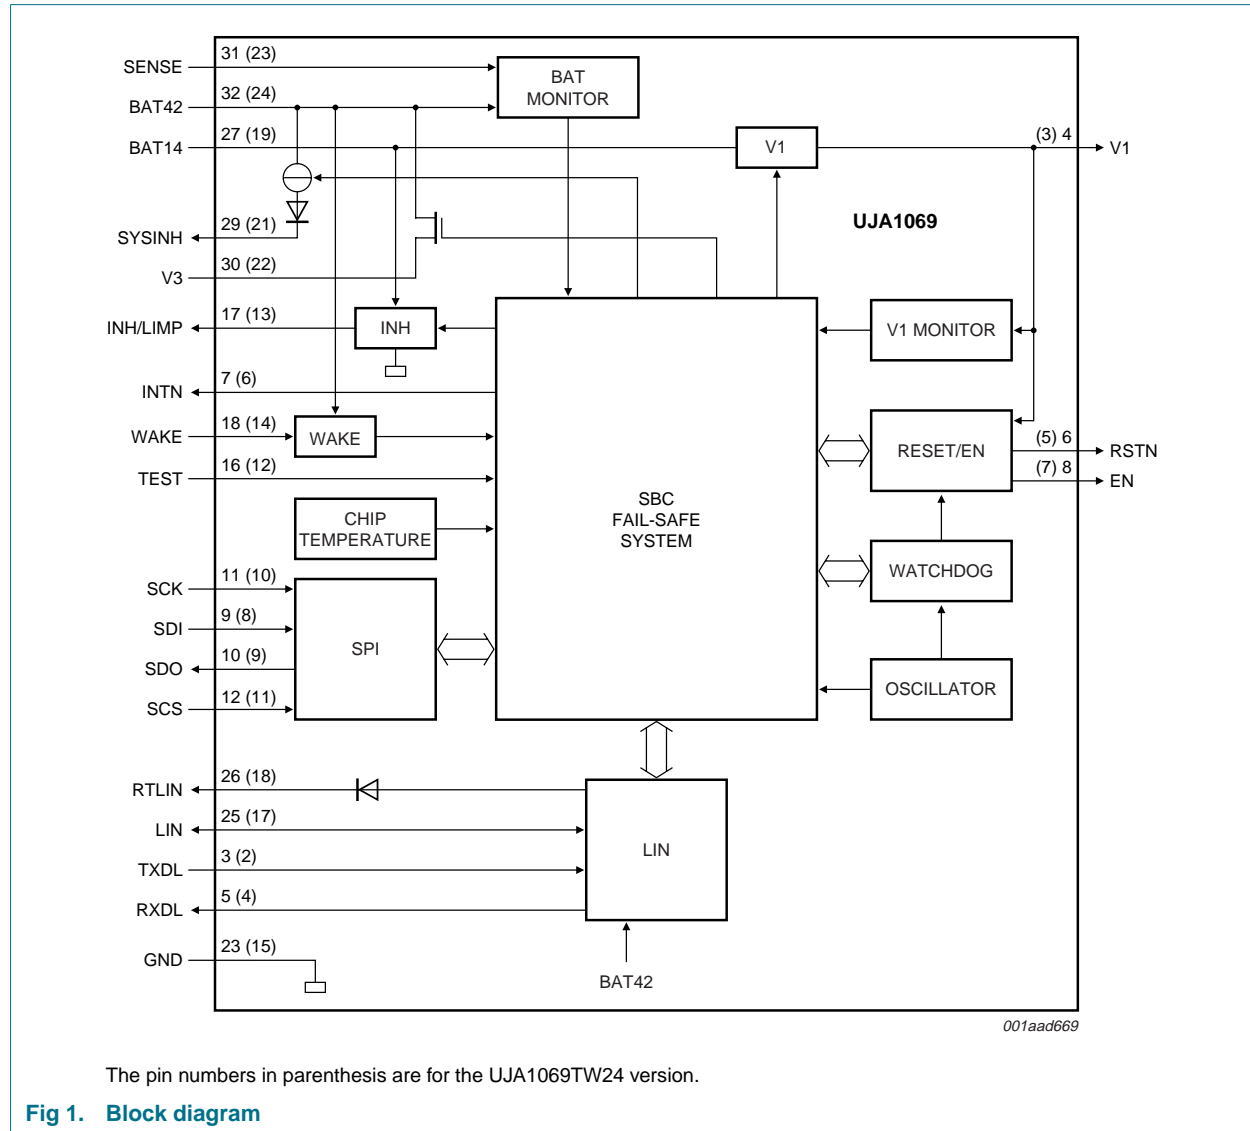 SENSE
31 (23)
BAT
MONITOR
BAT42
32 (24)
BAT14
27 (19)
V1
(3) 4
V1
UJA1069
SYSINH
29 (21)
V3
30 (22)
INH/LIMP
17 (13)
INH
V1 MONITOR
INTN
7 (6)
WAKE
18 (14)
WAKE
RESET/EN
(5) 6
RSTN
TEST
16 (12)
(7) 8
EN
CHIP
TEMPERATURE
SBC
FAIL-SAFE
SYSTEM
WATCHDOG
SCK
11 (10)
SDI
9 (8)
SPI
SDO
10 (9)
OSCILLATOR
SCS
12 (11)
RTLIN
26 (18)
LIN
25 (17)
LIN
TXDL
3 (2)
RXDL
5 (4)
GND
23 (15)
BAT42
001aad669
The pin numbers in parenthesis are for the UJA1069TW24 version.
Fig 1. Block diagram